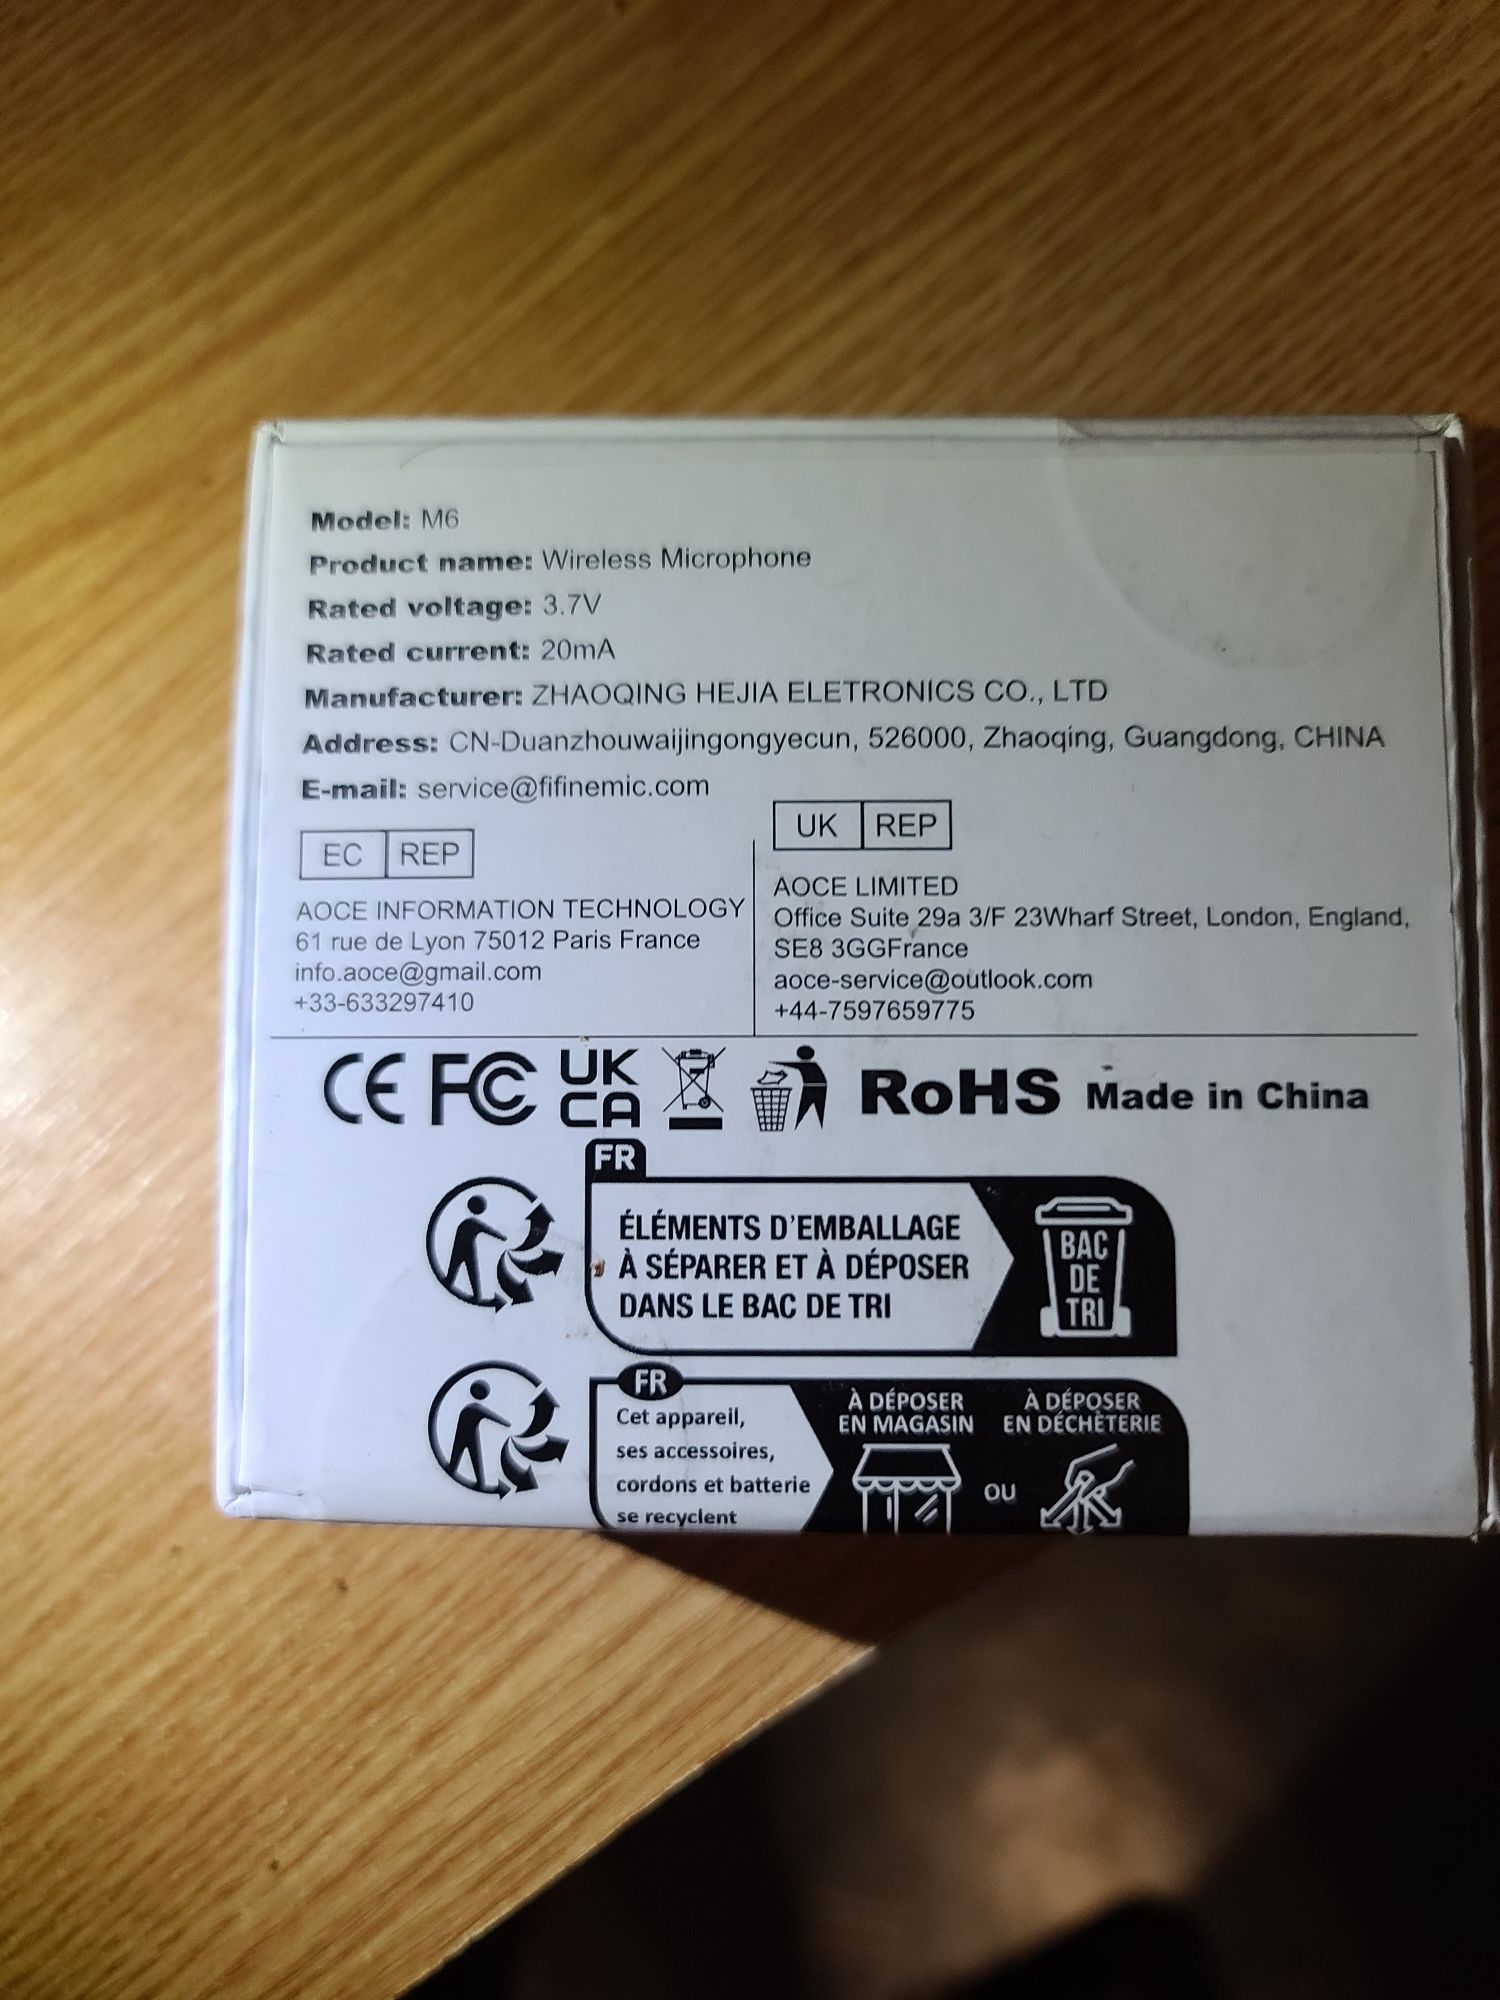 Model: M6
Product name: Wireless Microphone
Rated voltage: 3.7V
Rated current: 20mA
Manufacturer: ZHAOQING HEJIA ELETRONICS CO., LTD
Address: CN-Duanzhouwaijingongyecun, 526000, Zhaoqing, Guangdong, CHINA
E-mail: service@fifinemic.com
EC REP
AOCE INFORMATION TECHNOLOGY
61 rue de Lyon 75012 Paris France
info.aoce@gmail.com
+33-633297410
UK REP
AOCE LIMITED
Office Suite 29a 3/F 23Wharf Street, London, England,
SE8 3GGFrance
aoce-service@outlook.com
+44-7597659775
CE FC UK
CA RoHS Made in China
FR
ÉLÉMENTS D'EMBALLAGE
À SÉPARER ET À DÉPOSER
DANS LE BAC DE TRI
BAC
DE
TRI
FR
Cet appareil,
ses accessoires,
cordons et batterie
se recyclent
À DÉPOSER
EN MAGASIN
OU
À DÉPOSER
EN DÉCHÈTERIE